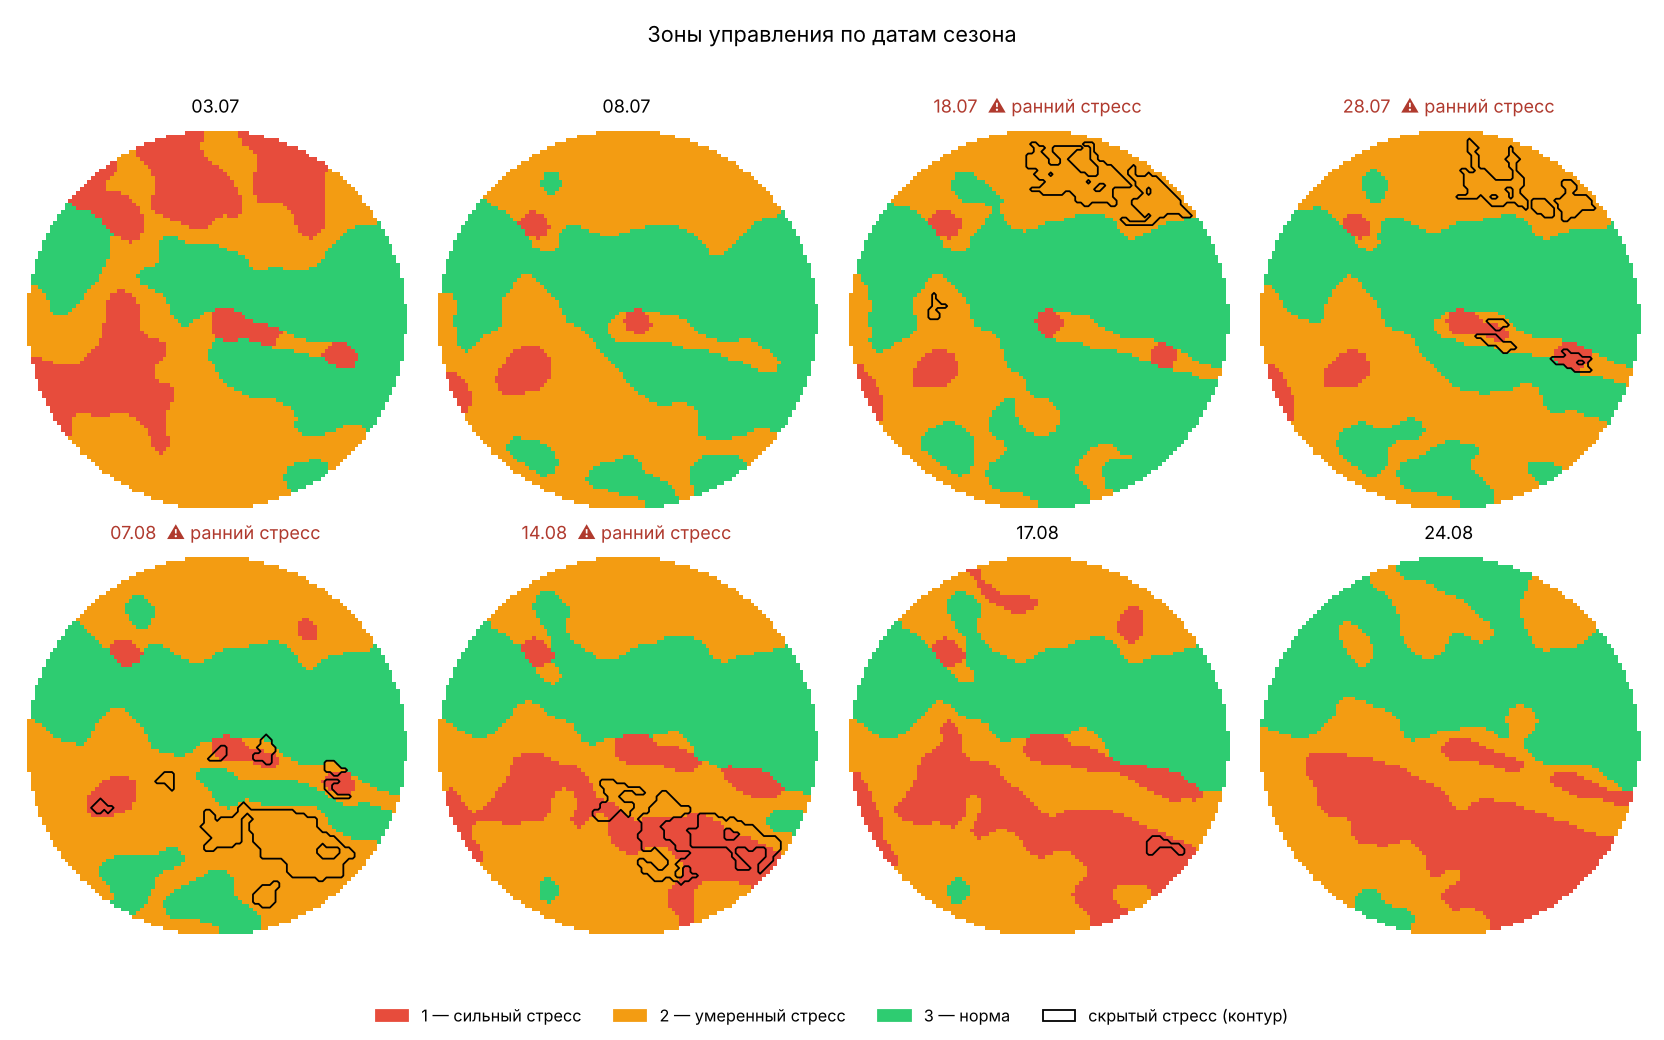 Зоны управления по датам сезона
03.07
08.07
18.07 ⚠ ранний стресс
28.07 ⚠ ранний стресс
07.08 ⚠ ранний стресс
14.08 ⚠ ранний стресс
17.08
24.08
1 — сильный стресс
2 — умеренный стресс
3 — норма
скрытый стресс (контур)